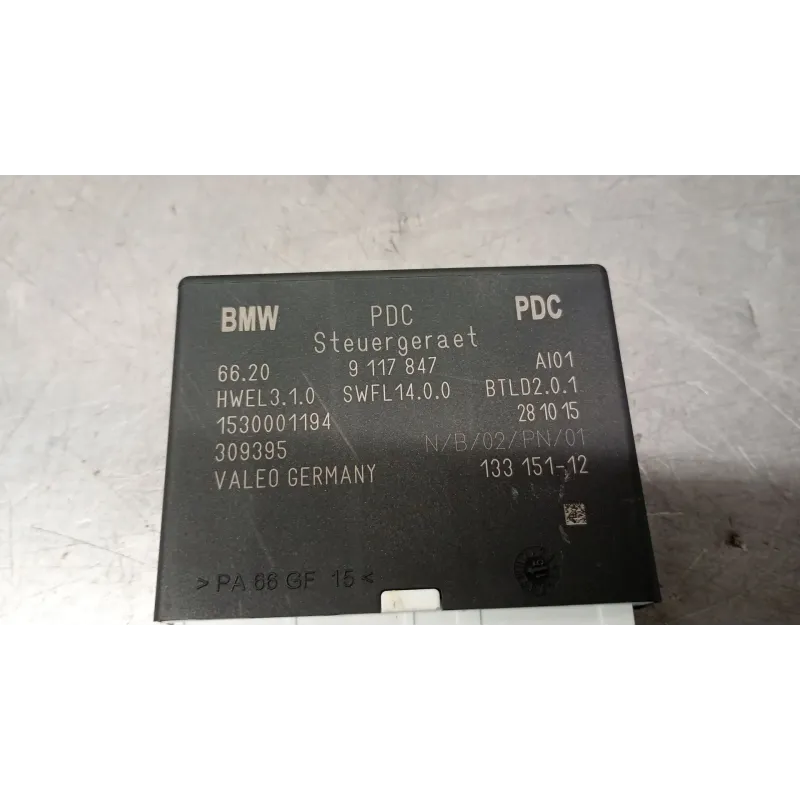 BMW PDC PDC
Steuergeraet
66.20 9 117 847 AI01
HWEL3.1.0 SWFL14.0.0 BTLD2.0.1
1530001194 28 10 15
309395 N/B/02/PN/01
VALEO GERMANY 133 151-12
>PA 66 GF 15<